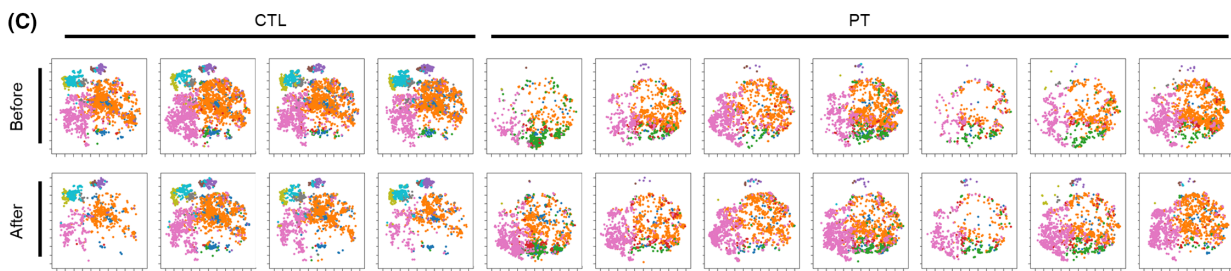 (C)
CTL
PT
Before
After